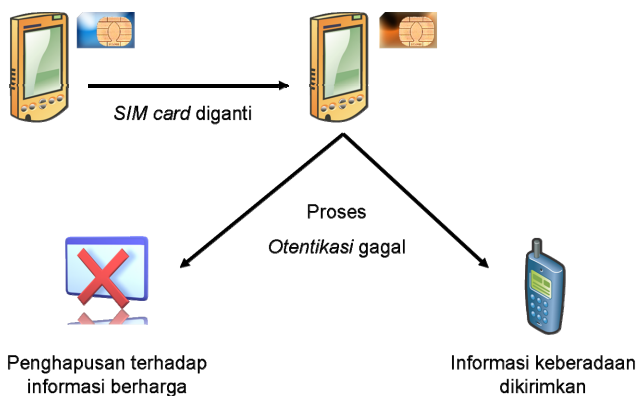 SIM card diganti
Proses
Otentikasi gagal
Penghapusan terhadap
informasi berharga
Informasi keberadaan
dikirimkan